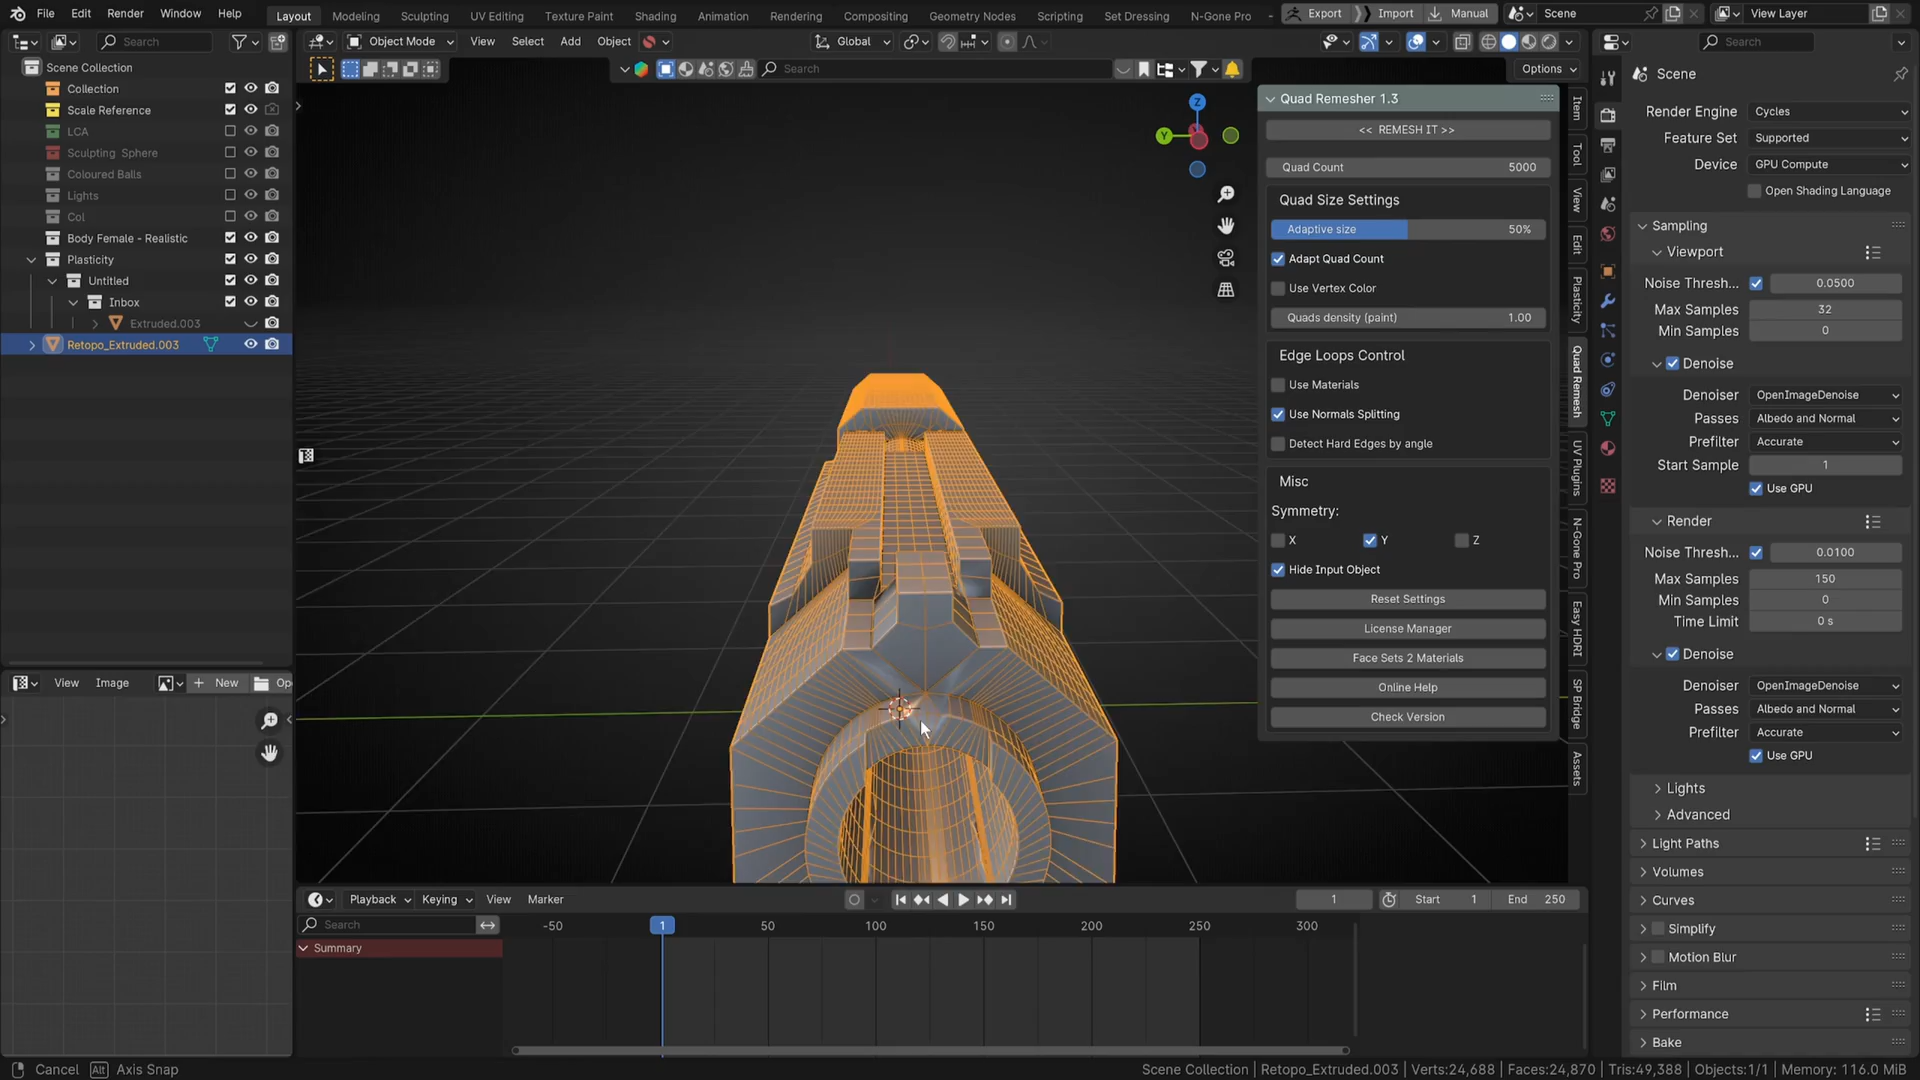 File Edit Render Window Help Layout Modeling Sculpting UV Editing Texture Paint Shading Animation Rendering Compositing Geometry Nodes Scripting Set Dressing N-Gone Pro Export Import Manual Scene View Layer
Search Object Mode View Select Add Object Global Search
Search Options
Scene Collection
Collection
Scale Reference
LCA
Sculpting Sphere
Coloured Balls
Lights
Col
Body Female - Realistic
Plasticity
Untitled
Inbox
Extruded.003
Retopo_Extruded.003
View Image New Op
Z
Y
Quad Remesher 1.3
<< REMESH IT >>
Quad Count 5000
Quad Size Settings
Adaptive size 50%
Adapt Quad Count
Use Vertex Color
Quads density (paint) 1.00
Edge Loops Control
Use Materials
Use Normals Splitting
Detect Hard Edges by angle
Misc
Symmetry:
X Y Z
Hide Input Object
Reset Settings
License Manager
Face Sets 2 Materials
Online Help
Check Version
Item
Tool
View
Edit
Plasticity
Quad Remesh
UV Plugins
N-Gone Pro
Easy HDRI
SP Bridge
Assets
Scene
Render Engine Cycles
Feature Set Supported
Device GPU Compute
Open Shading Language
Sampling
Viewport
Noise Thresh... 0.0500
Max Samples 32
Min Samples 0
Denoise
Denoiser OpenImageDenoise
Passes Albedo and Normal
Prefilter Accurate
Start Sample 1
Use GPU
Render
Noise Thresh... 0.0100
Max Samples 150
Min Samples 0
Time Limit 0 s
Denoise
Denoiser OpenImageDenoise
Passes Albedo and Normal
Prefilter Accurate
Use GPU
Lights
Advanced
Light Paths
Volumes
Curves
Simplify
Motion Blur
Film
Performance
Bake
Playback Keying View Marker 1 Start 1 End 250
Search -50 1 50 100 150 200 250 300
Summary
Cancel Alt Axis Snap Scene Collection | Retopo_Extruded.003 | Verts:24,688 | Faces:24,870 | Tris:49,388 | Objects:1/1 | Memory: 116.0 MiB